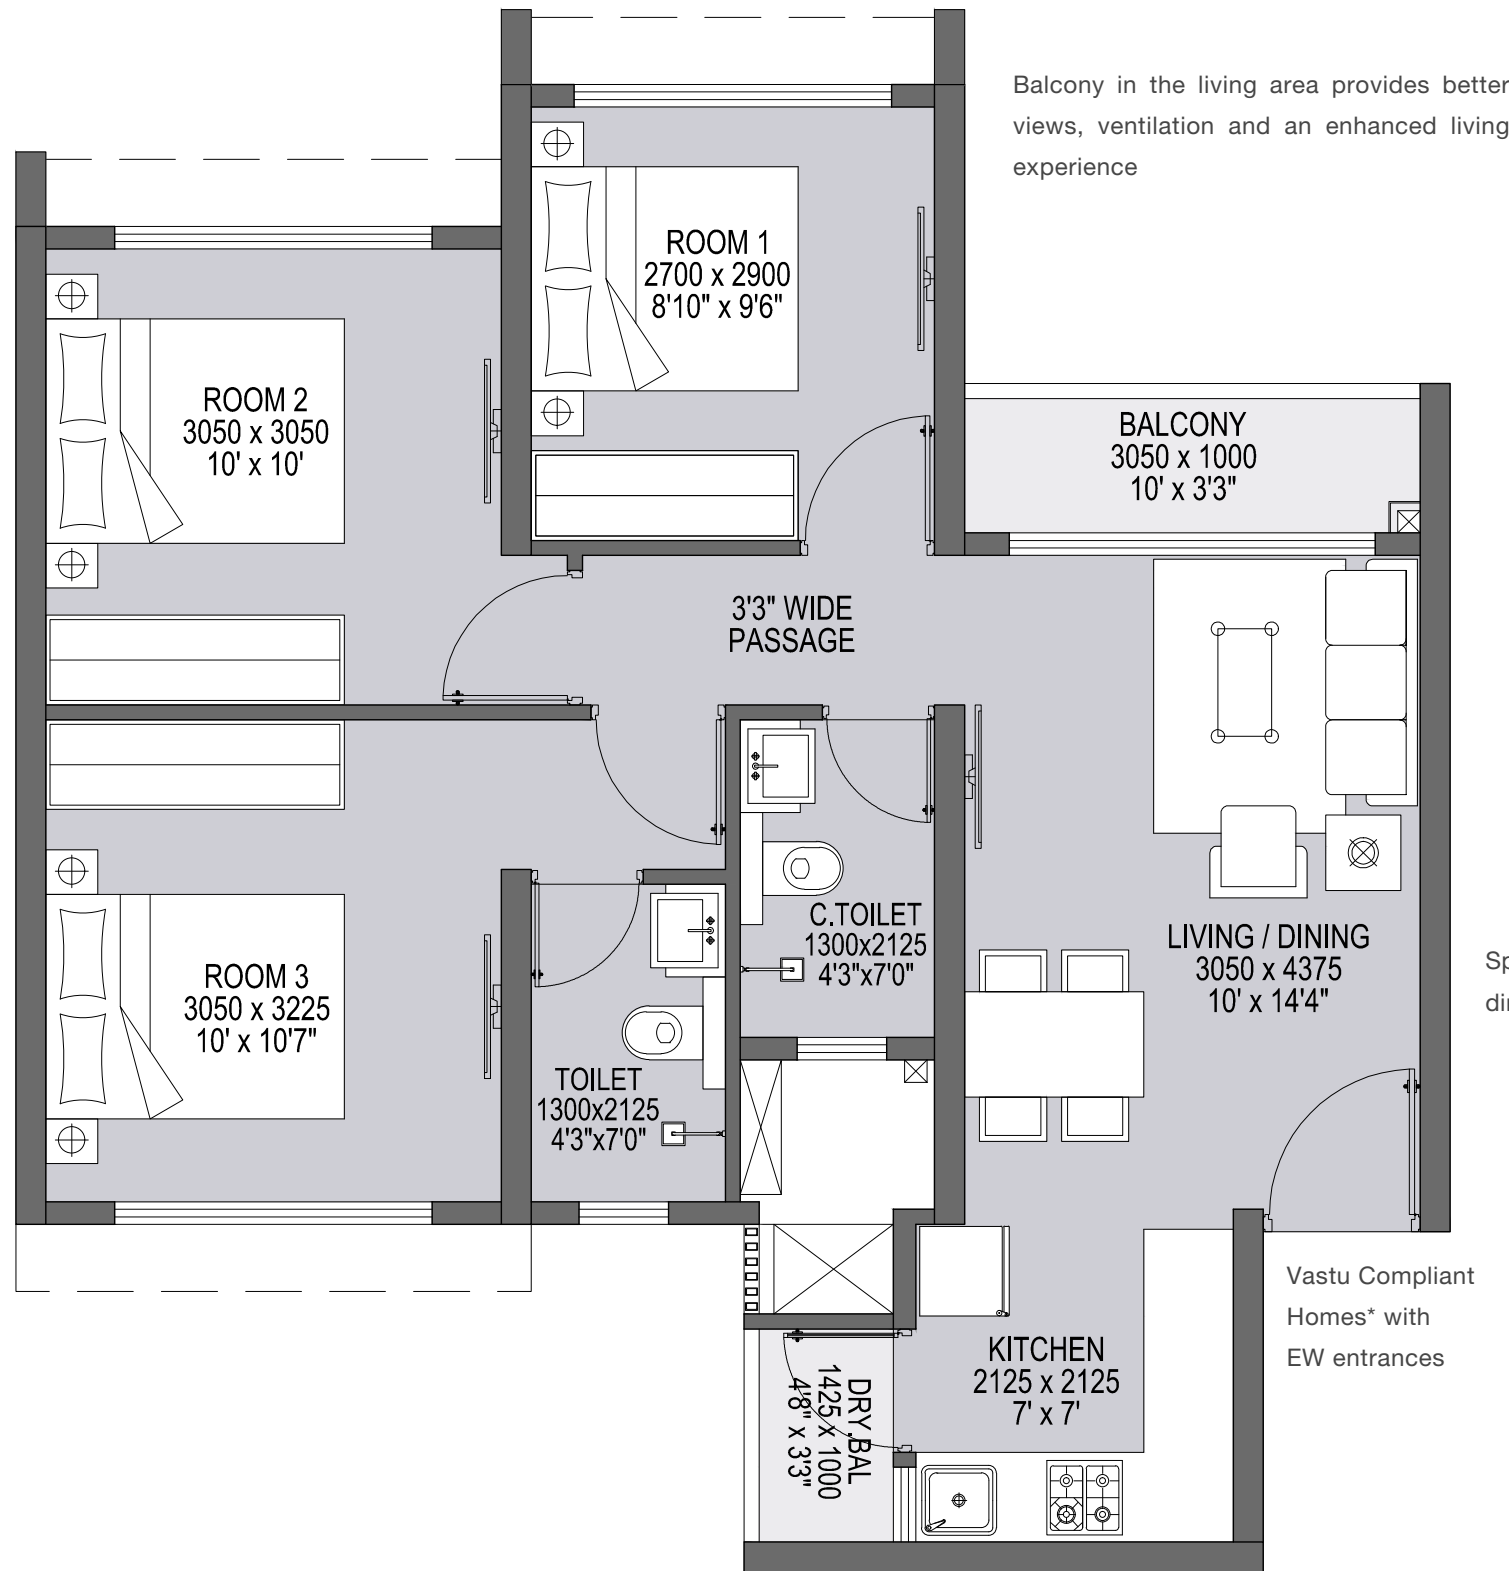 Balcony in the living area provides better
views, ventilation and an enhanced living
experience
ROOM 1
2700 x 2900
8'10" x 9'6"
ROOM 2
3050 x 3050
10' x 10'
BALCONY
3050 x 1000
10' x 3'3"
3'3" WIDE
PASSAGE
C.TOILET
1300x2125
4'3"x7'0"
LIVING / DINING
3050 x 4375
10' x 14'4"
ROOM 3
3050 x 3225
10' x 10'7"
TOILET
1300x2125
4'3"x7'0"
Vastu Compliant
Homes* with
EW entrances
KITCHEN
2125 x 2125
7' x 7'
DRY.BAL
1425 x 1000
4'8" x 3'3"